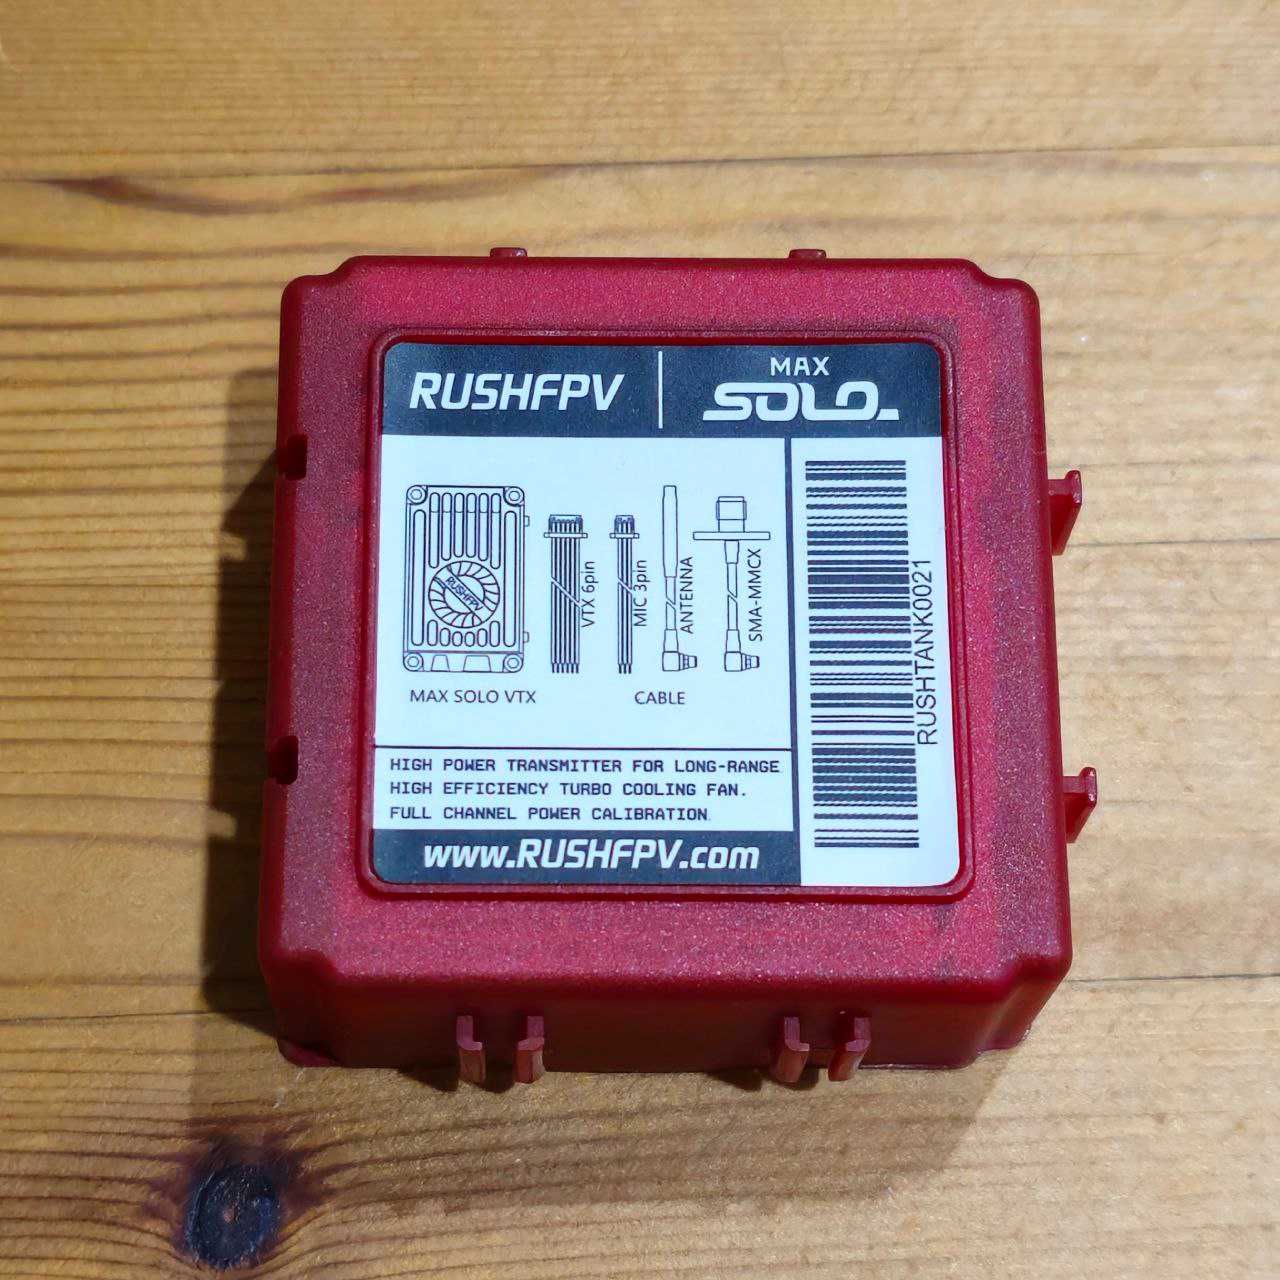 RUSHFPV
MAX
SOLO
RUSHFPV
VTX 6pin
MIC 3pin
ANTENNA
SMA-MMCX
MAX SOLO VTX
CABLE
RUSHTANK0021
HIGH POWER TRANSMITTER FOR LONG-RANGE.
HIGH EFFICIENCY TURBO COOLING FAN.
FULL CHANNEL POWER CALIBRATION.
www.RUSHFPV.com